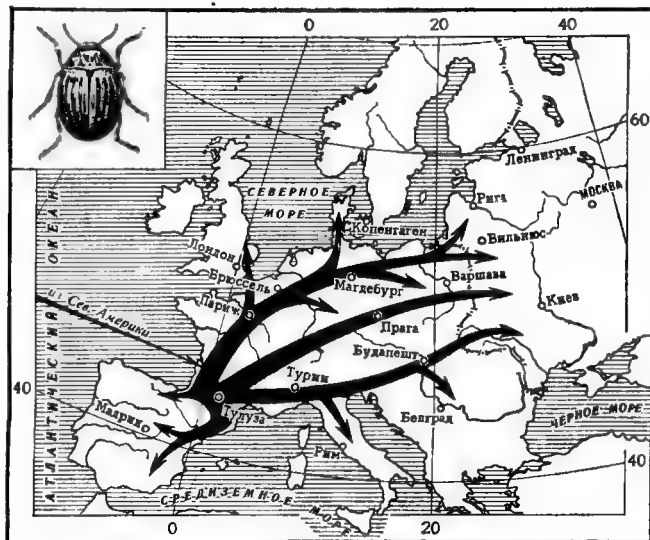 0
20
40
60
Ленинград
Рига
МОСКВА
СЕВЕРНОЕ
МОРЕ
Копенгаген
Вильнюс
Лондон
Брюссель
Магдебург
Варшава
Париж
Киев
Прага
из Сев. Америки
АТЛАНТИЧЕСКИЙ ОКЕАН
Будапешт
Турин
40
Тулуза
Мадрид
Белград
ЧЕРНОЕ МОРЕ
Рим
40
СРЕДИЗЕМНОЕ
МОРЕ
0
20